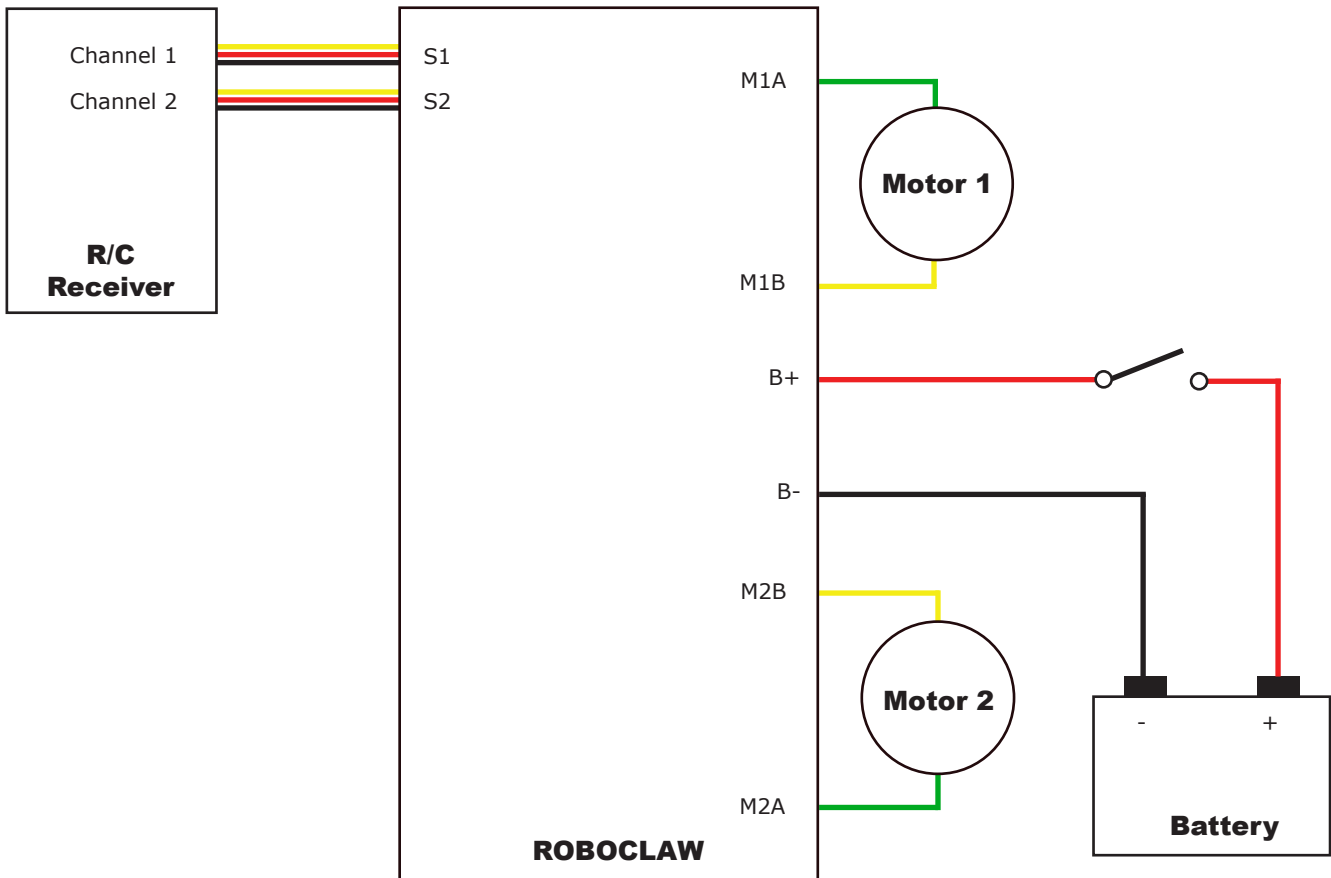 Channel 1
Channel 2
R/C
Receiver
S1
S2
ROBOCLAW
M1A
M1B
B+
B-
M2B
M2A
Motor 1
Motor 2
- +
Battery